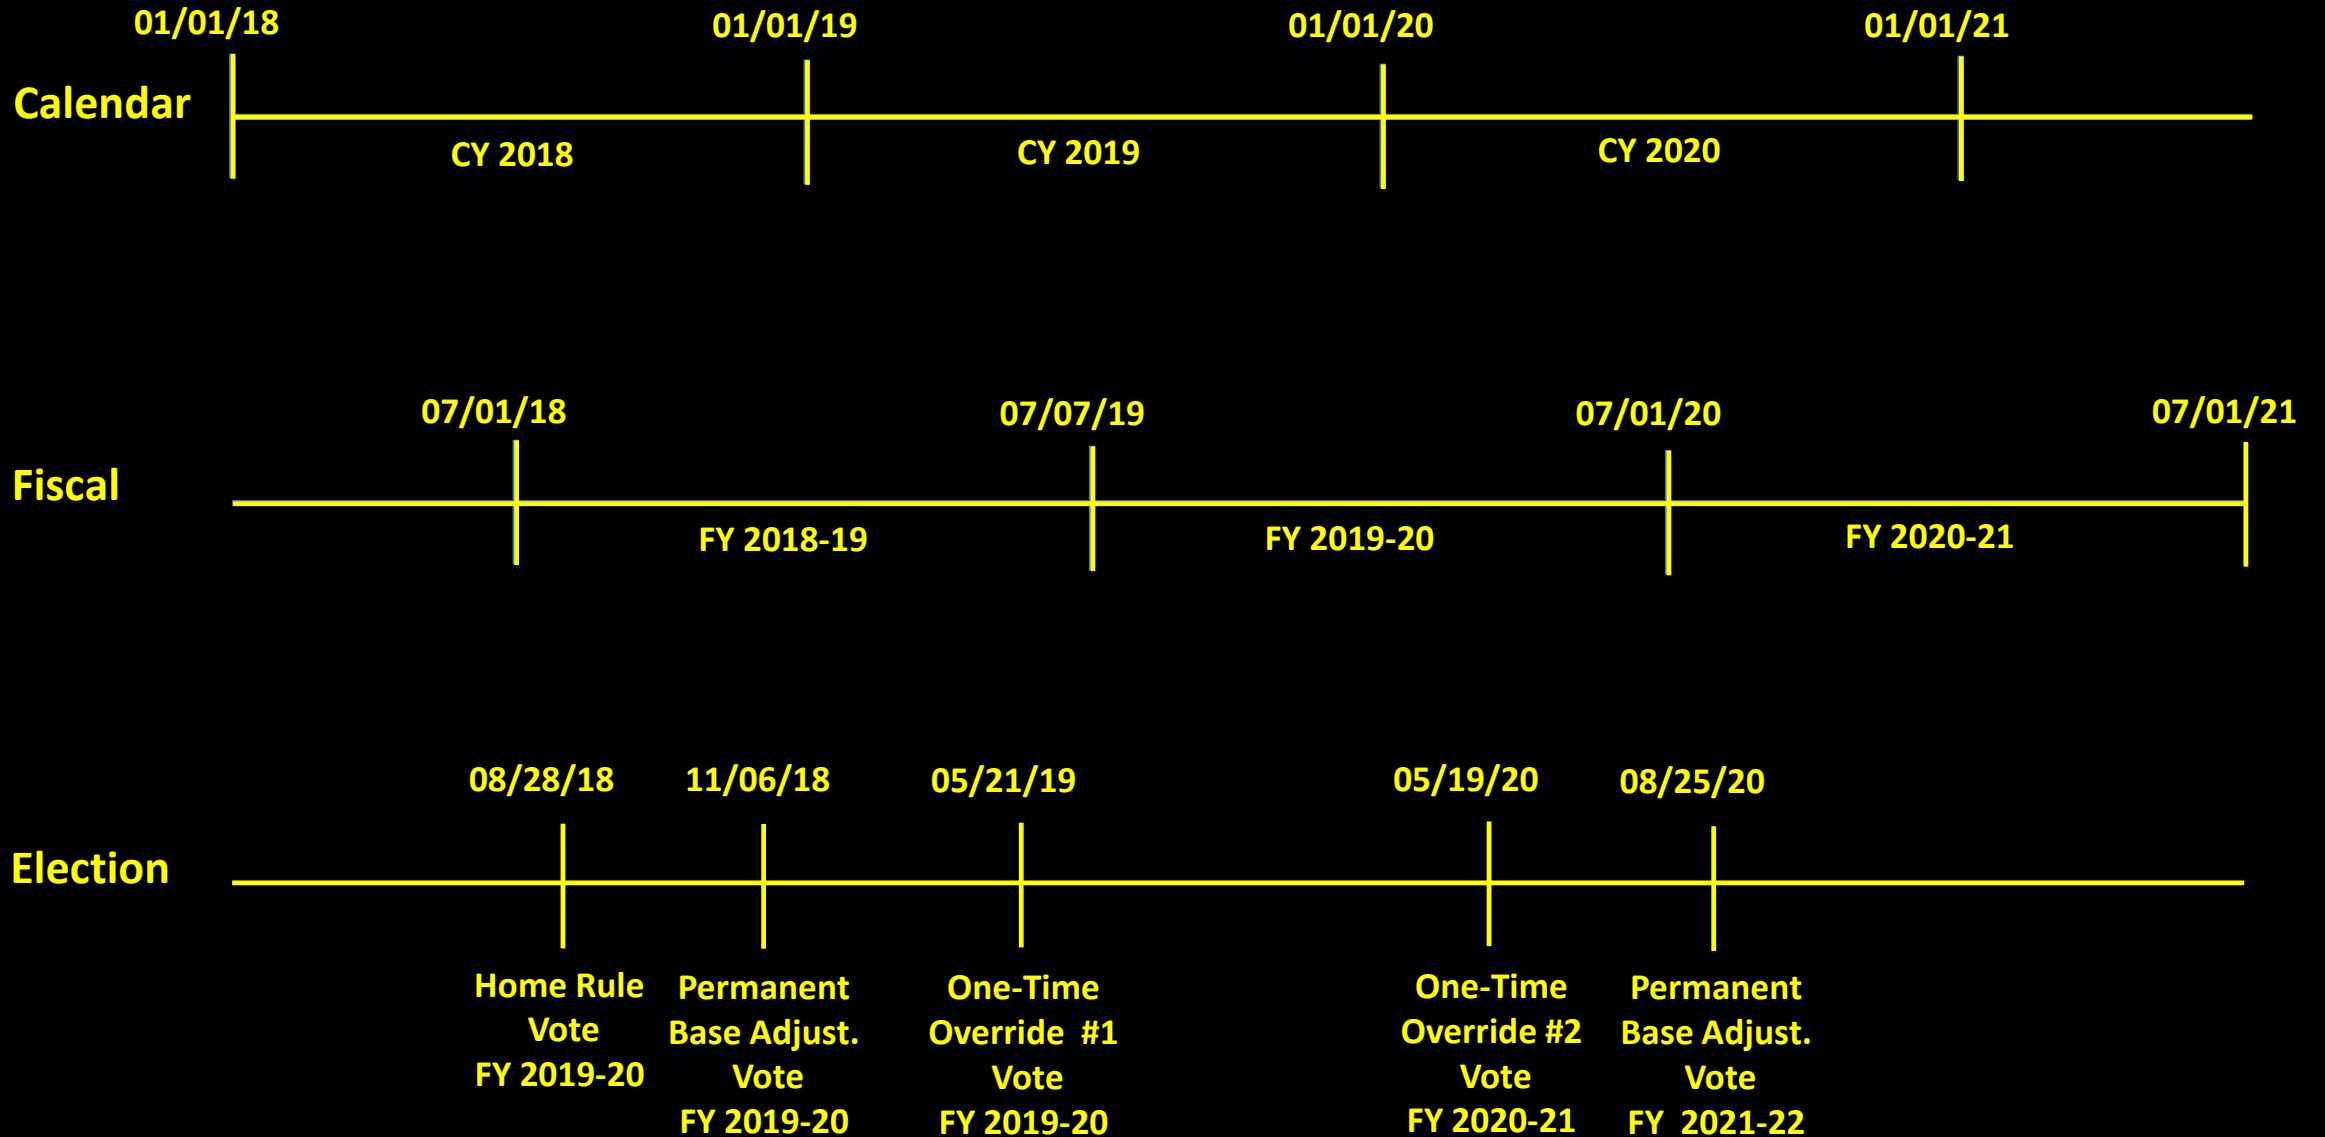 01/01/18 01/01/19 01/01/20 01/01/21
Calendar
CY 2018 CY 2019 CY 2020
07/01/18 07/07/19 07/01/20 07/01/21
Fiscal
FY 2018-19 FY 2019-20 FY 2020-21
08/28/18 11/06/18 05/21/19 05/19/20 08/25/20
Election
Home Rule
Vote
FY 2019-20
Permanent
Base Adjust.
Vote
FY 2019-20
One-Time
Override #1
Vote
FY 2019-20
One-Time
Override #2
Vote
FY 2020-21
Permanent
Base Adjust.
Vote
FY 2021-22